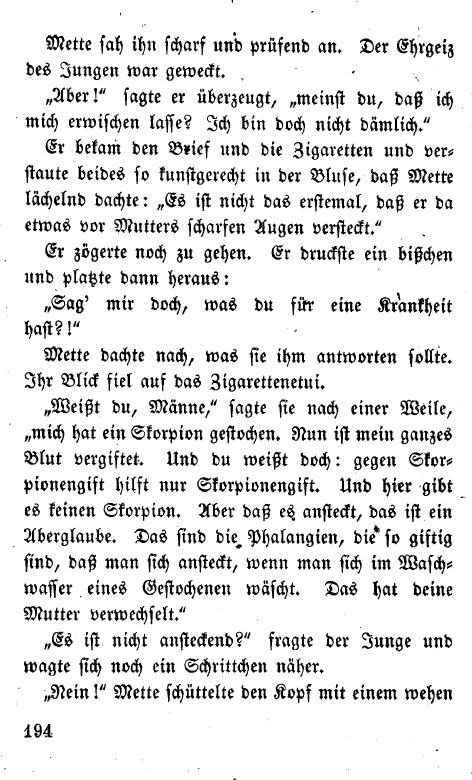 Mette sah ihn scharf und prüfend an. Der Ehrgeiz
des Jungen war geweckt.
„Aber!“ sagte er überzeugt, „meinst du, daß ich
mich erwischen lasse? Ich bin doch nicht dämlich.“
Er bekam den Brief und die Zigaretten und ver-
staute beides so kunstgerecht in der Bluse, daß Mette
lächelnd dachte: „Es ist nicht das erstemal, daß er da
etwas vor Mutters scharfen Augen versteckt.“
Er zögerte noch zu gehen. Er druckste ein bißchen
und platzte dann heraus:
„Sag’ mir doch, was du für eine Krankheit
hast?!“
Mette dachte nach, was sie ihm antworten sollte.
Ihr Blick fiel auf das Zigarettenetui.
„Weißt du, Männe,“ sagte sie nach einer Weile,
„mich hat ein Skorpion gestochen. Nun ist mein ganzes
Blut vergiftet. Und du weißt doch: gegen Skor-
pionengift hilft nur Skorpionengift. Und hier gibt
es keinen Skorpion. Aber daß es ansteckt, das ist ein
Aberglaube. Das sind die Phalangien, die so giftig
sind, daß man sich ansteckt, wenn man sich im Wasch-
wasser eines Gestochenen wäscht. Das hat deine
Mutter verwechselt.“
„Es ist nicht ansteckend?“ fragte der Junge und
wagte sich noch ein Schrittchen näher.
„Nein!“ Mette schüttelte den Kopf mit einem wehen
194